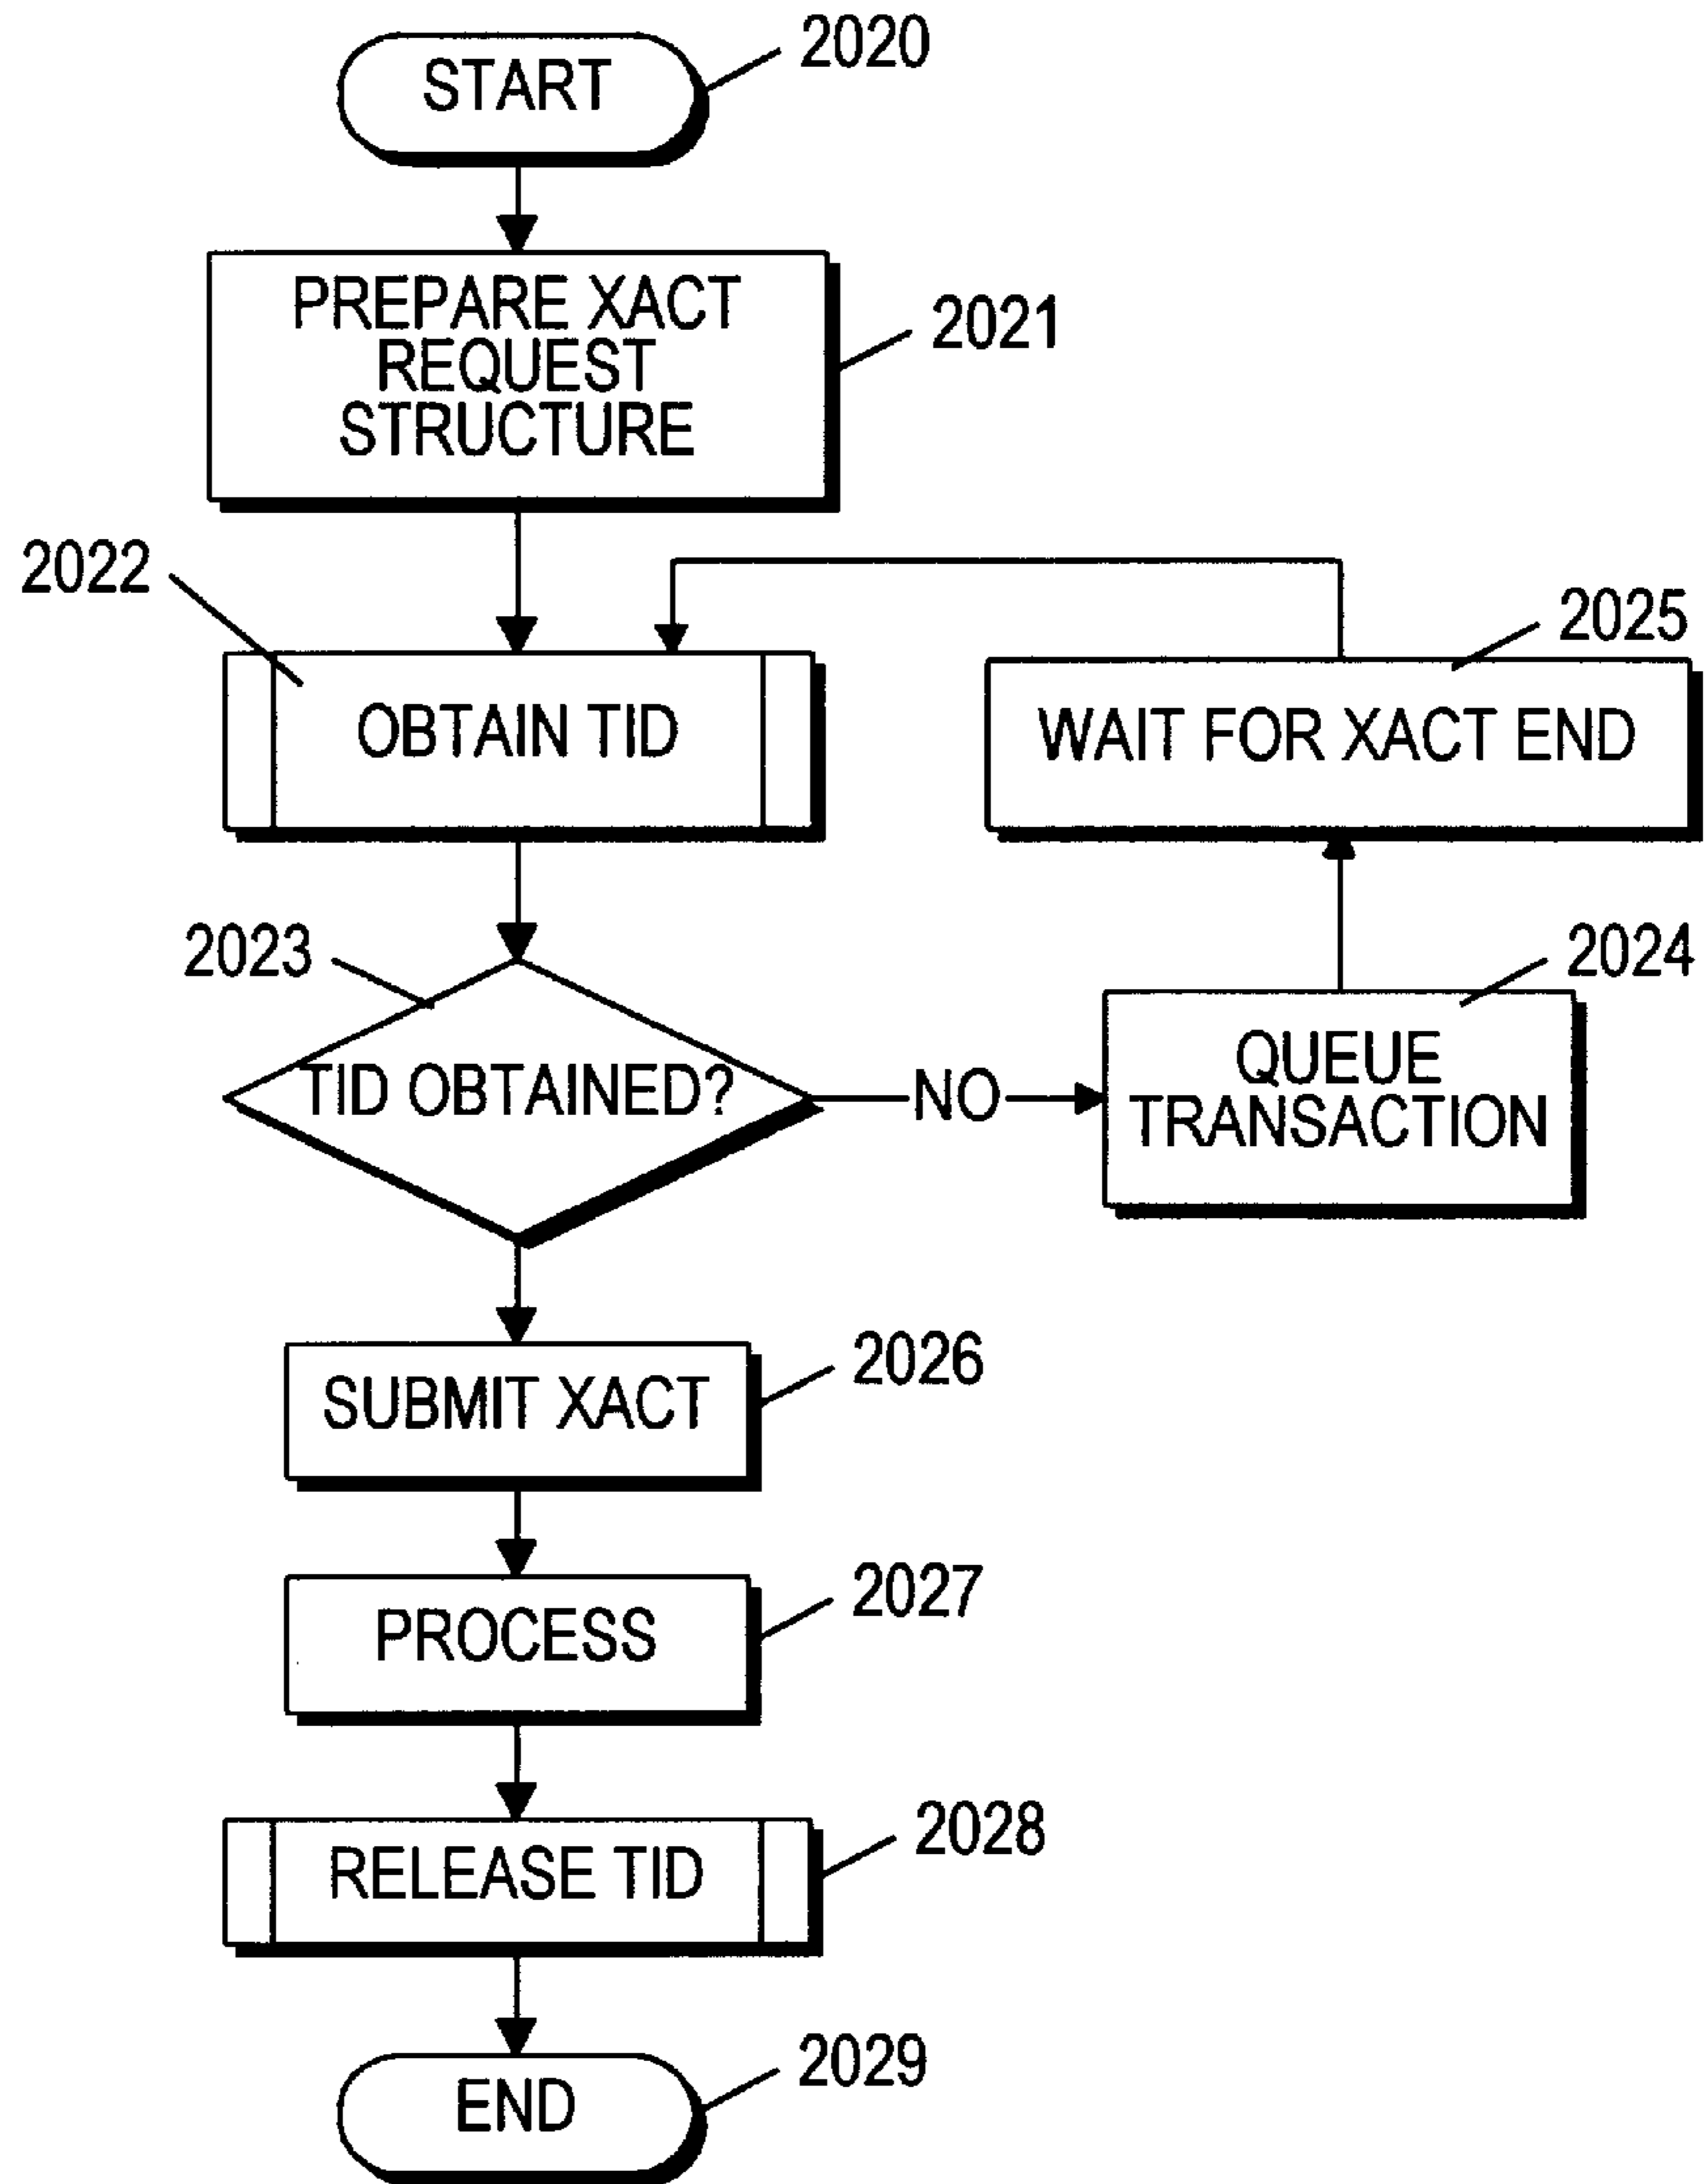 START
2020
PREPARE XACT
REQUEST
STRUCTURE
2021
2022
OBTAIN TID
2025
WAIT FOR XACT END
2023
TID OBTAINED?
NO
2024
QUEUE
TRANSACTION
SUBMIT XACT
2026
PROCESS
2027
RELEASE TID
2028
END
2029